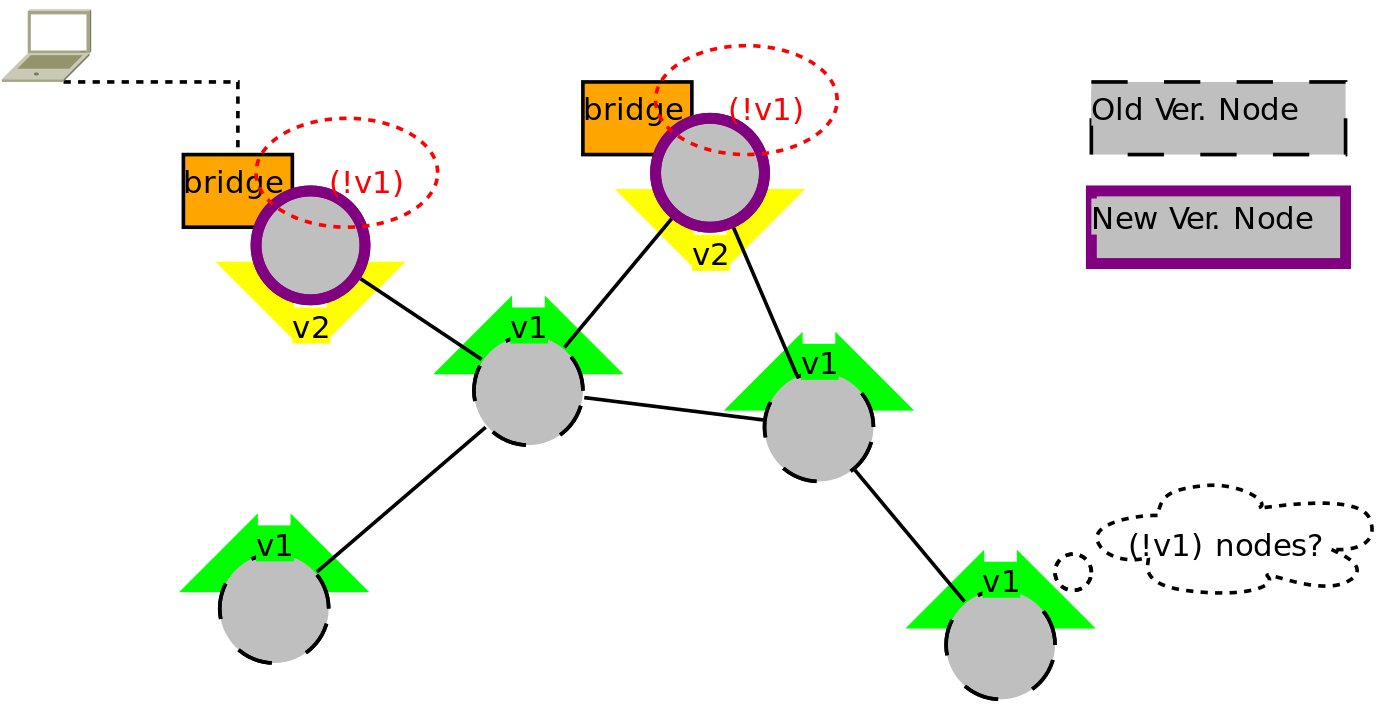 bridge
(!v1)
Old Ver. Node
bridge
(!v1)
New Ver. Node
v2
v2
v1
v1
v1
(!v1) nodes?
v1